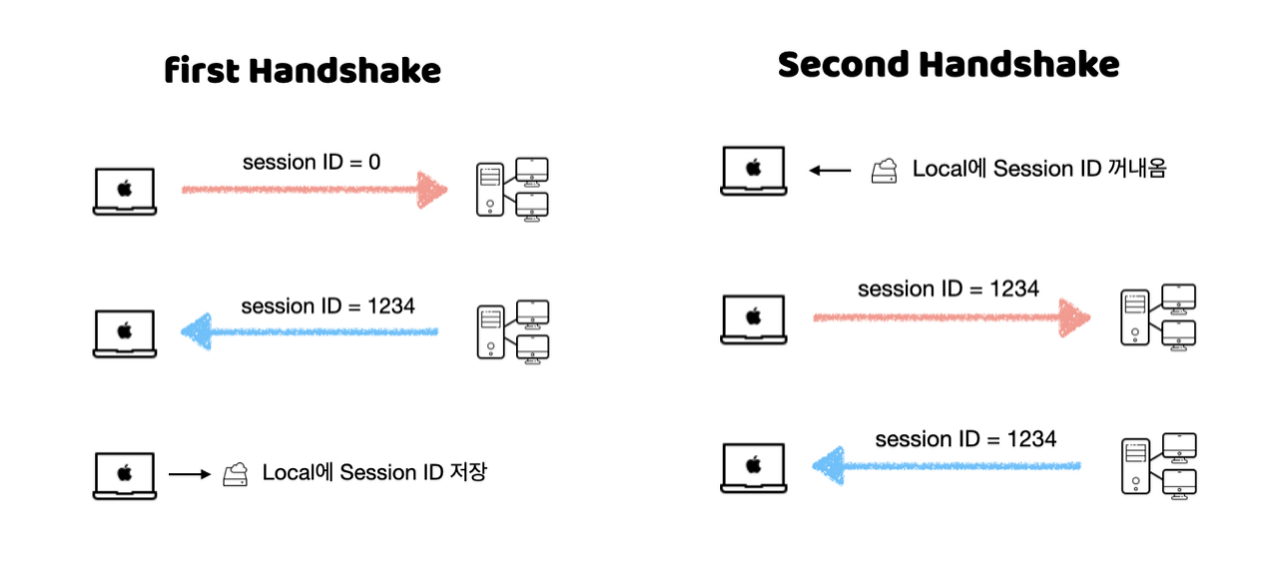 first Handshake
session ID = 0
session ID = 1234
Local에 Session ID 저장
Second Handshake
Local에 Session ID 꺼내옴
session ID = 1234
session ID = 1234